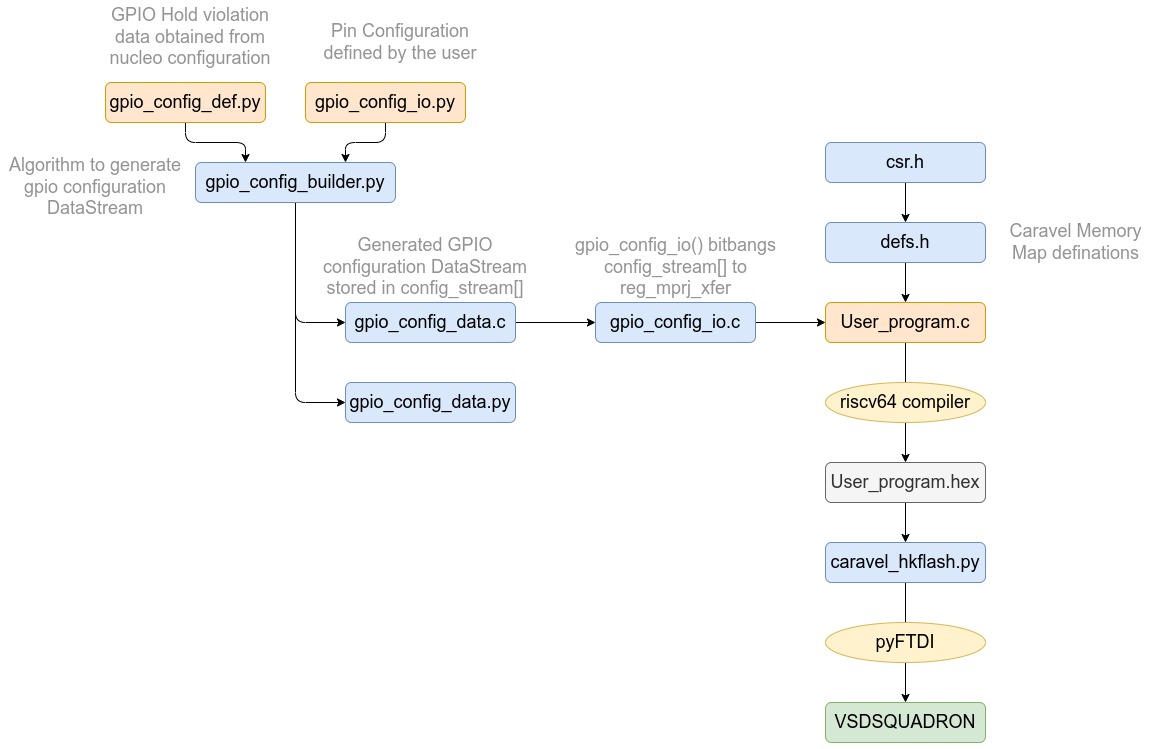 GPIO Hold violation
data obtained from
nucleo configuration
Pin Configuration
defined by the user
gpio_config_def.py
gpio_config_io.py
Algorithm to generate
gpio configuration
DataStream
gpio_config_builder.py
csr.h
defs.h
Caravel Memory
Map definations
Generated GPIO
configuration DataStream
stored in config_stream[]
gpio_config_io() bitbangs
config_stream[] to
reg_mprj_xfer
gpio_config_data.c
gpio_config_io.c
User_program.c
gpio_config_data.py
riscv64 compiler
User_program.hex
caravel_hkflash.py
pyFTDI
VSDSQUADRON